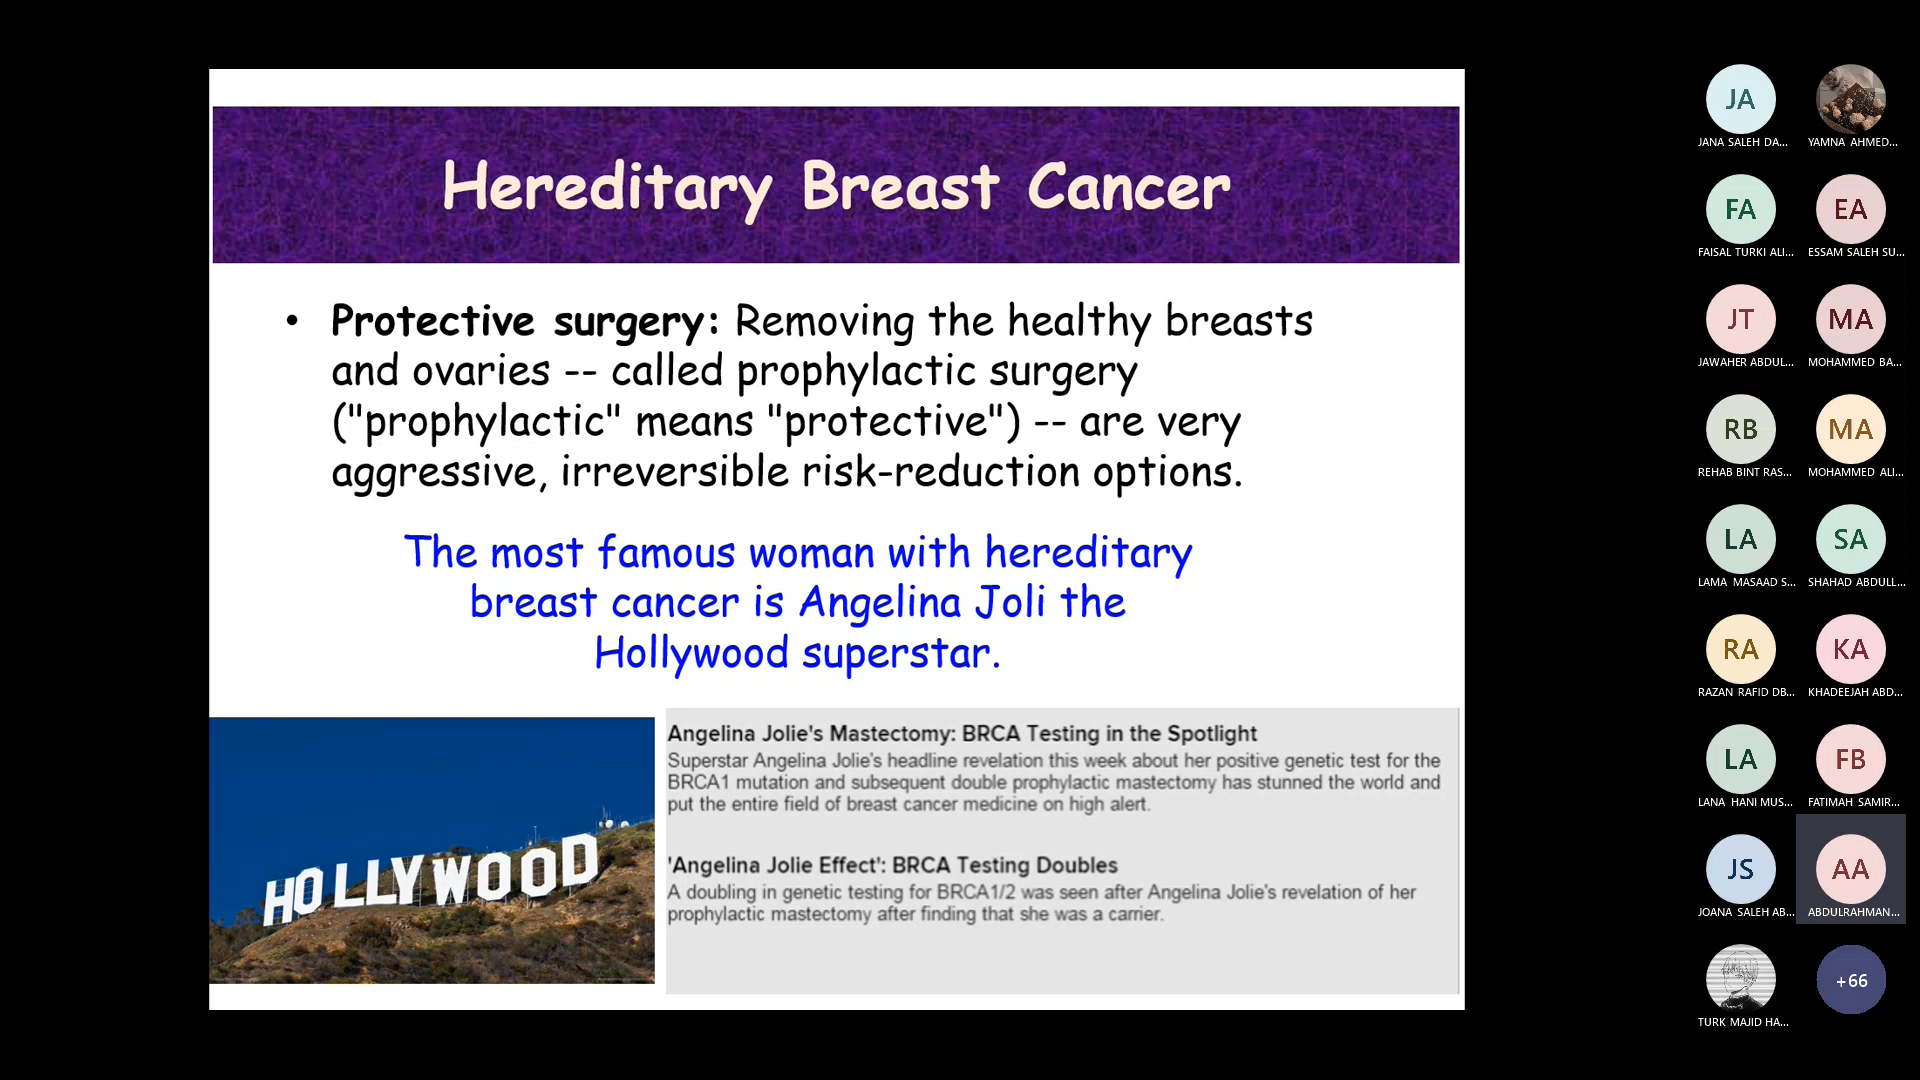 Hereditary Breast Cancer
• Protective surgery: Removing the healthy breasts
and ovaries -- called prophylactic surgery
("prophylactic" means "protective") -- are very
aggressive, irreversible risk-reduction options.
The most famous woman with hereditary
breast cancer is Angelina Joli the
Hollywood superstar.
HOLLYWOOD
Angelina Jolie's Mastectomy: BRCA Testing in the Spotlight
Superstar Angelina Jolie's headline revelation this week about her positive genetic test for the
BRCA1 mutation and subsequent double prophylactic mastectomy has stunned the world and
put the entire field of breast cancer medicine on high alert.
'Angelina Jolie Effect': BRCA Testing Doubles
A doubling in genetic testing for BRCA1/2 was seen after Angelina Jolie's revelation of her
prophylactic mastectomy after finding that she was a carrier.
JA
JANA SALEH DA...
YAMNA AHMED...
FA
EA
FAISAL TURKI ALI...
ESSAM SALEH SU...
JT
MA
JAWAHER ABDUL...
MOHAMMED BA...
RB
MA
REHAB BINT RAS...
MOHAMMED ALI...
LA
SA
LAMA MASAAD S...
SHAHAD ABDULL...
RA
KA
RAZAN RAFID DB...
KHADEEJAH ABD...
LA
FB
LANA HANI MUS...
FATIMAH SAMIR...
JS
AA
JOANA SALEH AB...
ABDULRAHMAN...
+66
TURK MAJID HA...